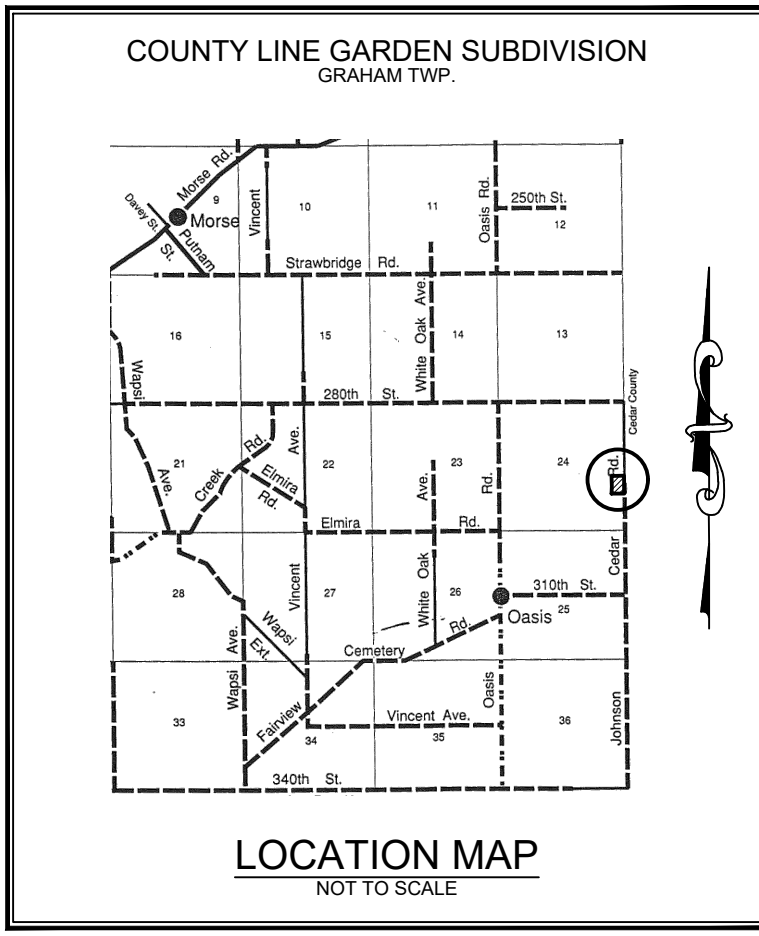 COUNTY LINE GARDEN SUBDIVISION
GRAHAM TWP.
Morse Rd.
Davey St.
Morse
Putnam
St.
9
Vincent
10
11
Oasis Rd.
250th St.
12
Strawbridge Rd.
16
15
White Oak Ave.
14
13
Wapsi
280th St.
Cedar County
21
Ave.
Creek
Rd.
Elmira
Rd.
Ave.
22
Ave.
23
Rd.
24
Rd.
Elmira Rd.
28
Vincent
27
White Oak
26
310th St.
Cedar
Oasis
25
Wapsi
Ext.
Wapsi Ave.
Cemetery
Rd.
33
Fairview
34
Vincent Ave.
35
Oasis
36
Johnson
340th St.
LOCATION MAP
NOT TO SCALE